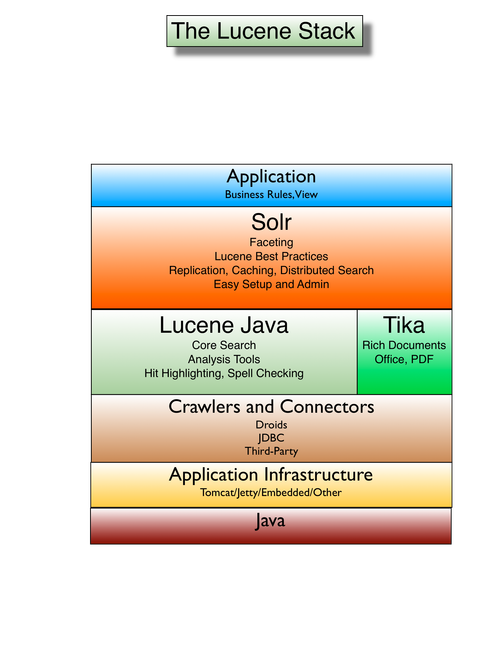 The Lucene Stack
Application
Business Rules,View
Solr
Faceting
Lucene Best Practices
Replication, Caching, Distributed Search
Easy Setup and Admin
Lucene Java
Core Search
Analysis Tools
Hit Highlighting, Spell Checking
Tika
Rich Documents
Office, PDF
Crawlers and Connectors
Droids
JDBC
Third-Party
Application Infrastructure
Tomcat/Jetty/Embedded/Other
Java